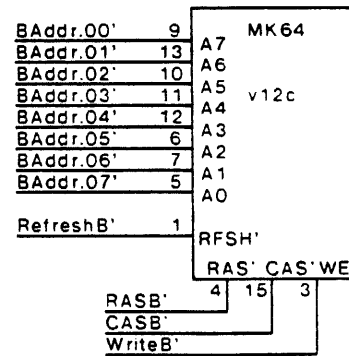 BAddr.00' 9 A7 MK64
BAddr.01' 13 A6
BAddr.02' 10 A5
BAddr.03' 11 A4 v12c
BAddr.04' 12 A3
BAddr.05' 6 A2
BAddr.06' 7 A1
BAddr.07' 5 A0
RefreshB' 1 RFSH'
RAS' CAS' WE
4 15 3
RASB'
CASB'
WriteB'